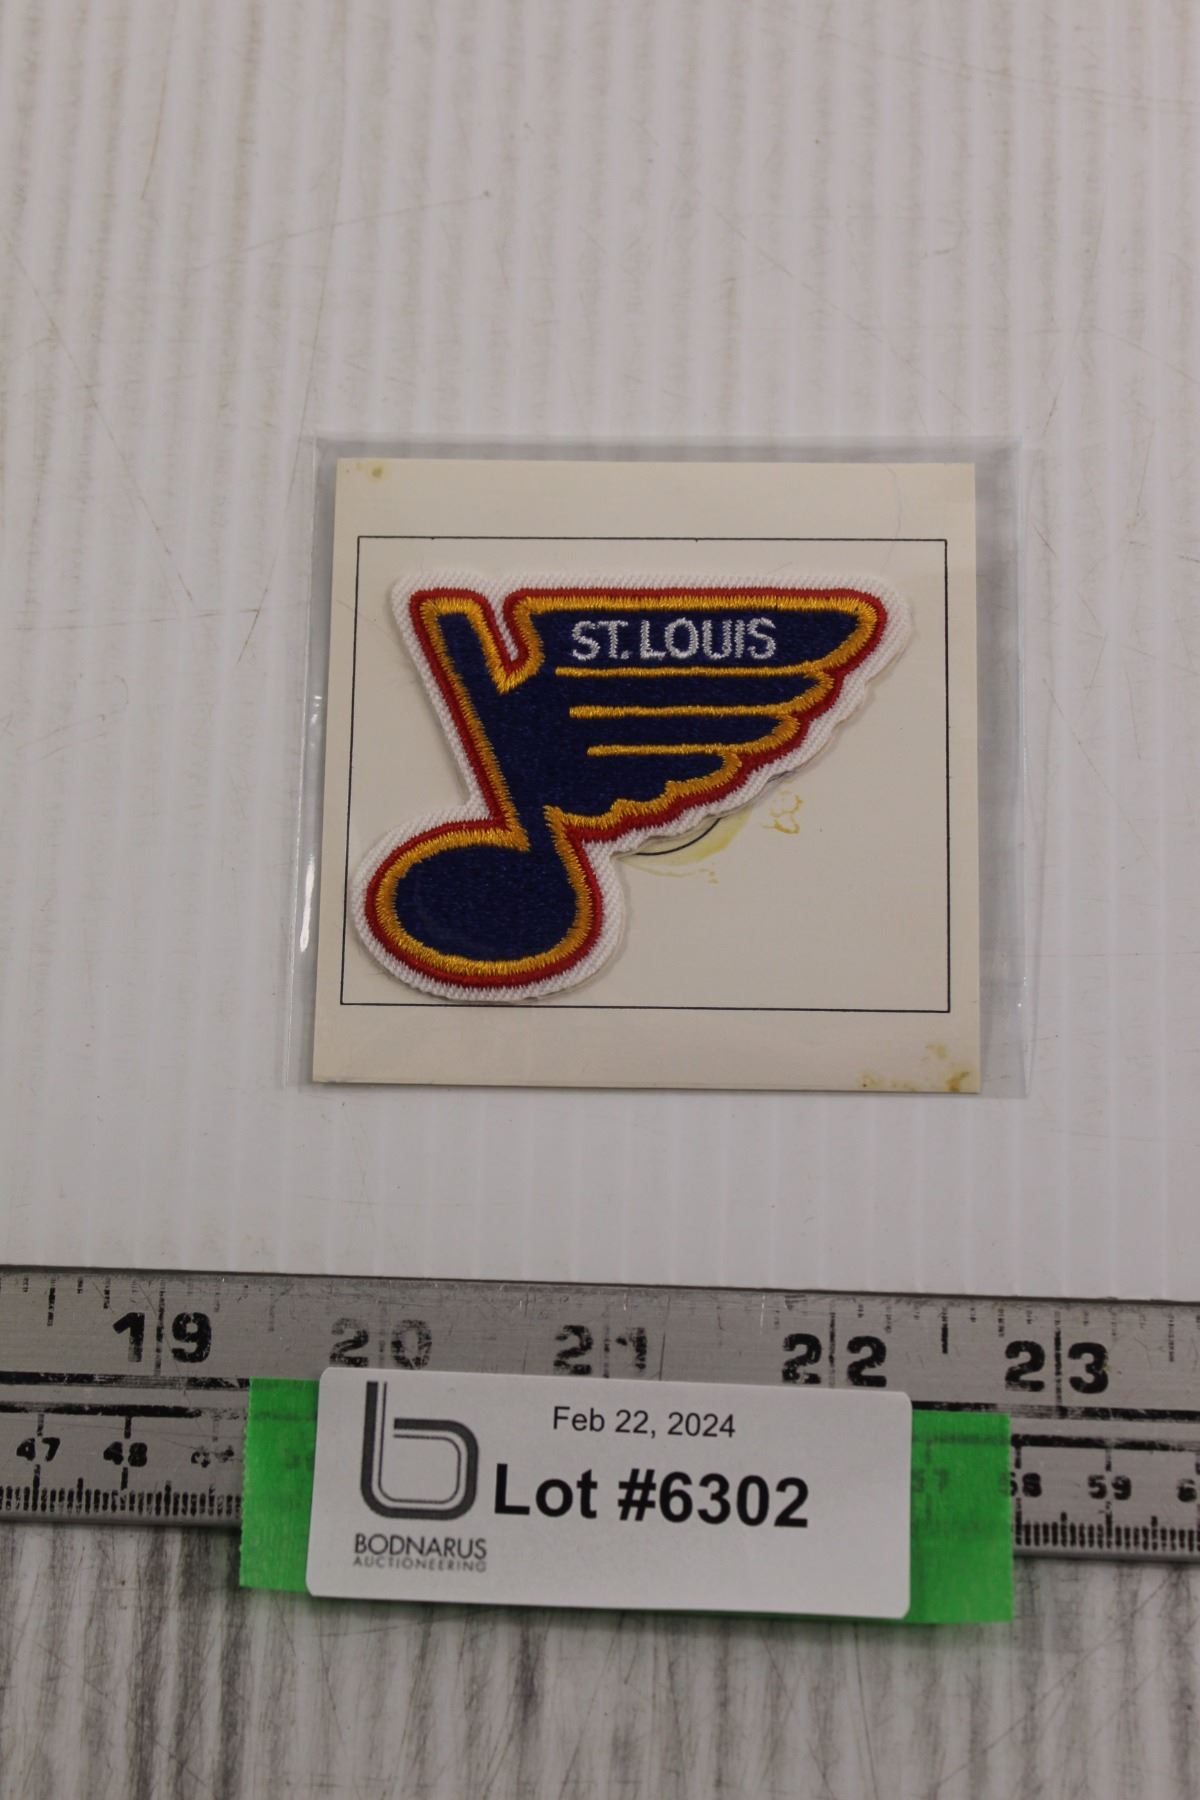 ST. LOUIS
19 20 21 22 23
Feb 22, 2024
Lot #6302
BODNARUS
AUCTIONEERING
47 48 58 59